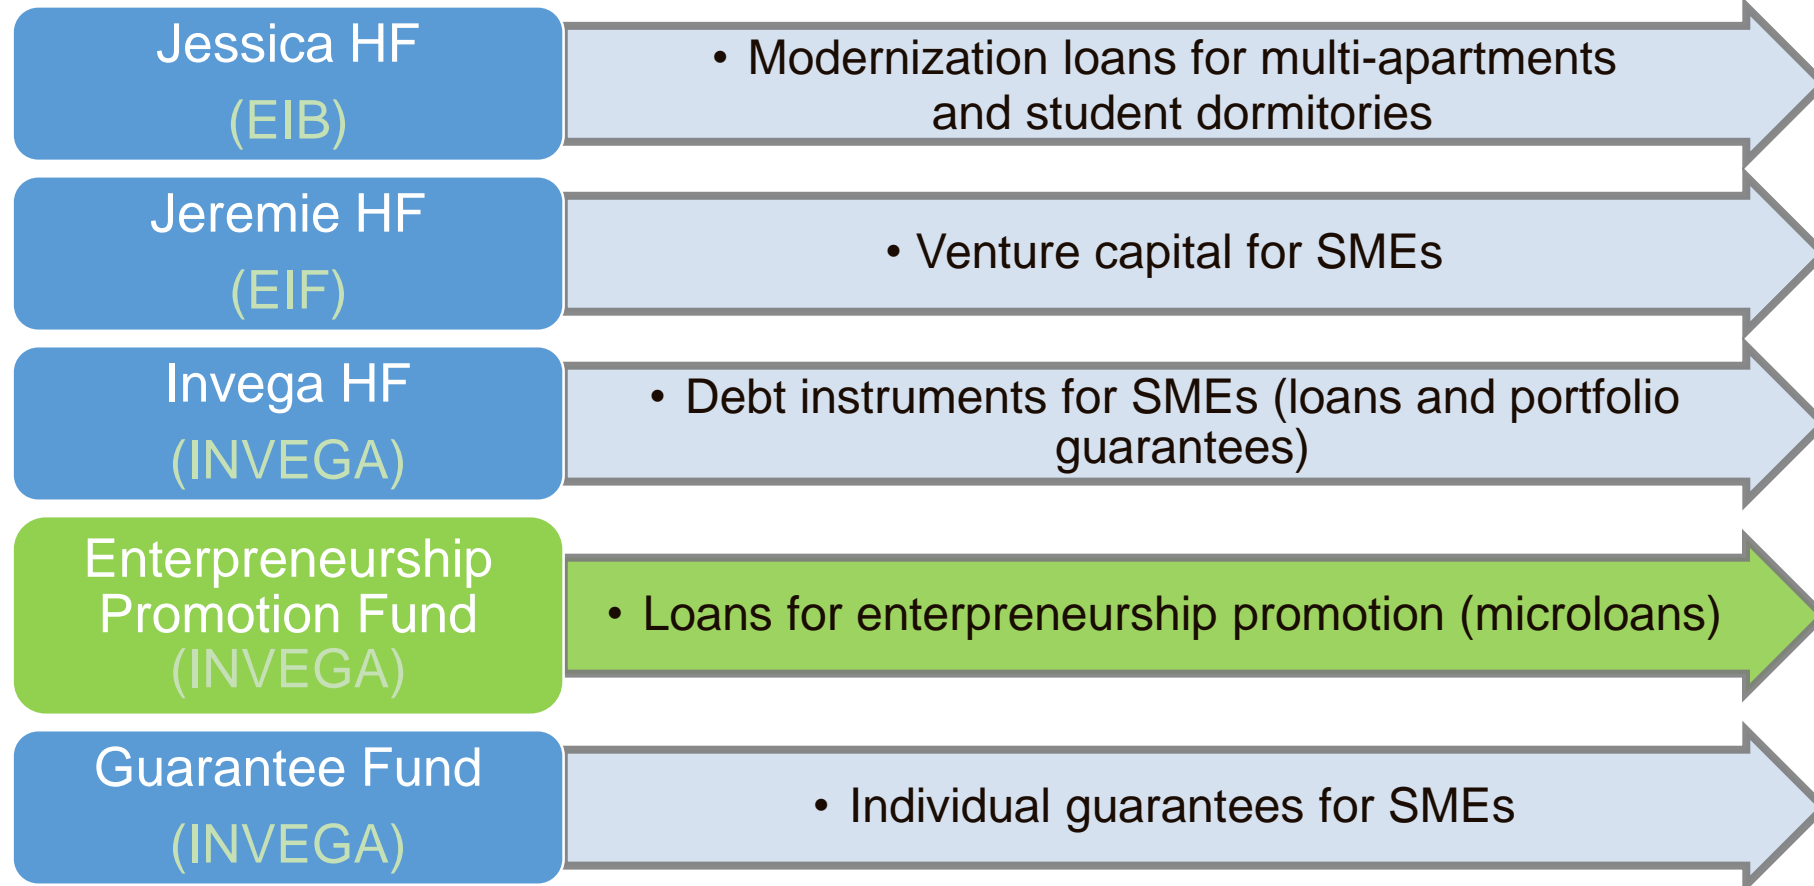 Jessica HF
(EIB)
• Modernization loans for multi-apartments
and student dormitories
Jeremie HF
(EIF)
• Venture capital for SMEs
Invega HF
(INVEGA)
• Debt instruments for SMEs (loans and portfolio
guarantees)
Enterpreneurship
Promotion Fund
(INVEGA)
• Loans for enterpreneurship promotion (microloans)
Guarantee Fund
(INVEGA)
• Individual guarantees for SMEs